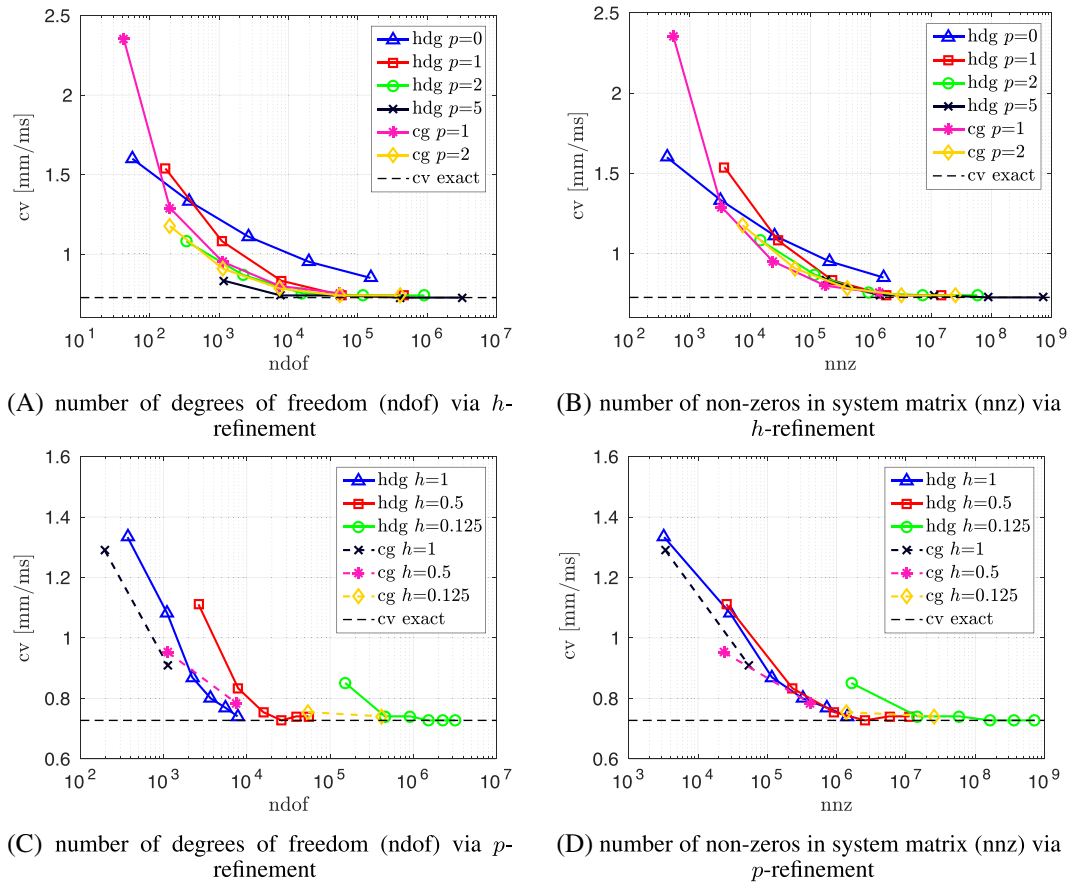 2.5
2
1.5
1
cv [mm/ms]
hdg p=0
hdg p=1
hdg p=2
hdg p=5
cg p=1
cg p=2
cv exact
10^1 10^2 10^3 10^4 10^5 10^6 10^7
ndof
(A) number of degrees of freedom (ndof) via h-
refinement
2.5
2
1.5
1
cv [mm/ms]
hdg p=0
hdg p=1
hdg p=2
hdg p=5
cg p=1
cg p=2
cv exact
10^2 10^3 10^4 10^5 10^6 10^7 10^8 10^9
nnz
(B) number of non-zeros in system matrix (nnz) via
h-refinement
1.6
1.4
1.2
1
0.8
0.6
cv [mm/ms]
hdg h=1
hdg h=0.5
hdg h=0.125
cg h=1
cg h=0.5
cg h=0.125
cv exact
10^2 10^3 10^4 10^5 10^6 10^7
ndof
(C) number of degrees of freedom (ndof) via p-
refinement
1.6
1.4
1.2
1
0.8
0.6
cv [mm/ms]
hdg h=1
hdg h=0.5
hdg h=0.125
cg h=1
cg h=0.5
cg h=0.125
cv exact
10^3 10^4 10^5 10^6 10^7 10^8 10^9
nnz
(D) number of non-zeros in system matrix (nnz) via
p-refinement